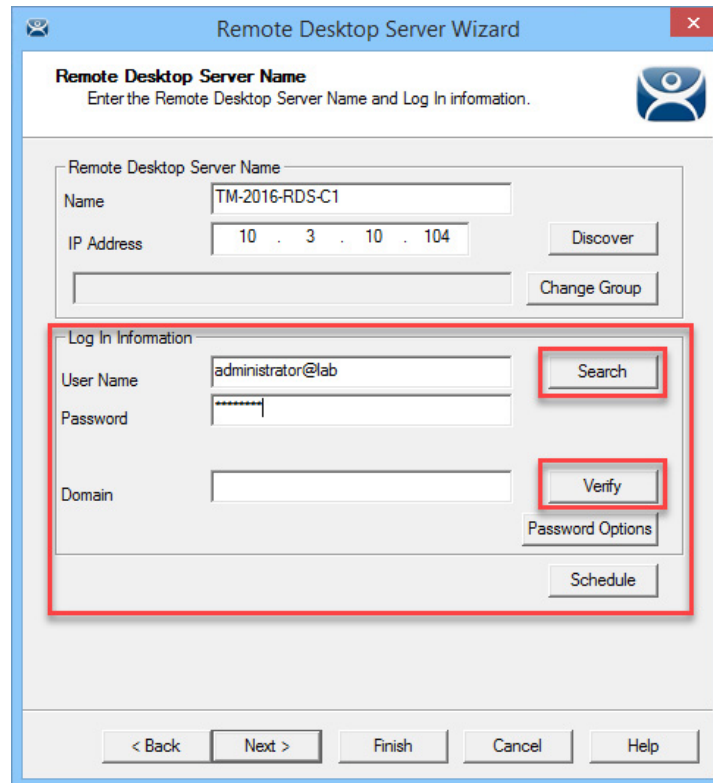 Remote Desktop Server Wizard
Remote Desktop Server Name
Enter the Remote Desktop Server Name and Log In information.
Remote Desktop Server Name
Name TM-2016-RDS-C1
IP Address 10 . 3 . 10 . 104 Discover
Change Group
Log In Information
User Name administrator@lab Search
Password ********
Domain Verify
Password Options
Schedule
< Back Next > Finish Cancel Help